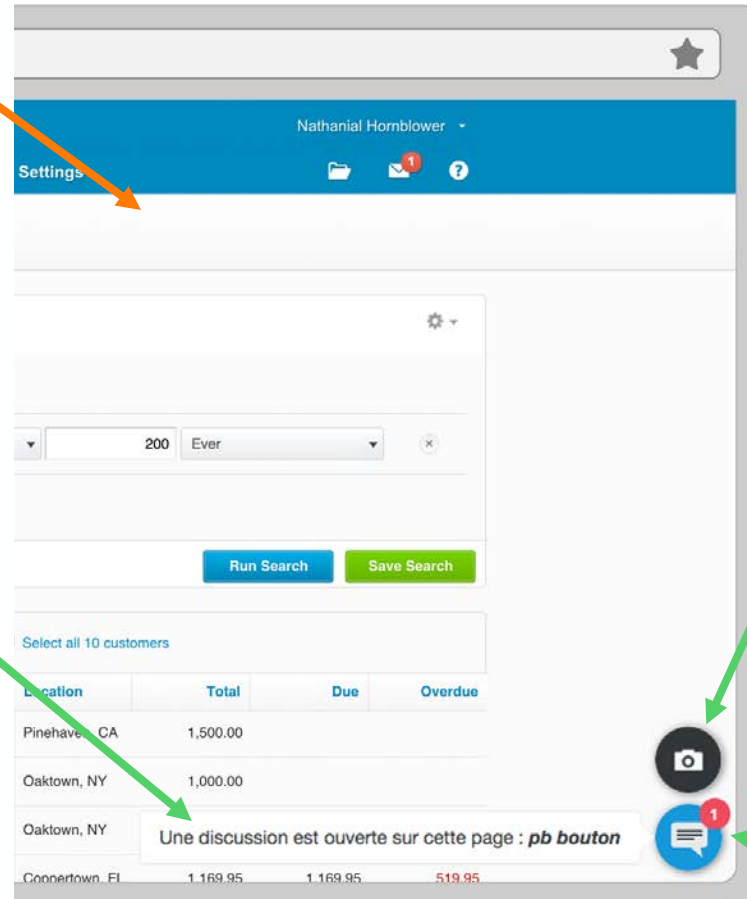 Nathanial Hornblower
Settings
1
?
200 Ever
Run Search Save Search
Select all 10 customers
Location Total Due Overdue
Pinehaven, CA 1,500.00
Oaktown, NY 1,000.00
Oaktown, NY
Une discussion est ouverte sur cette page : pb bouton
1
Coppertown, FL 1,169.95 1,169.95 519.95